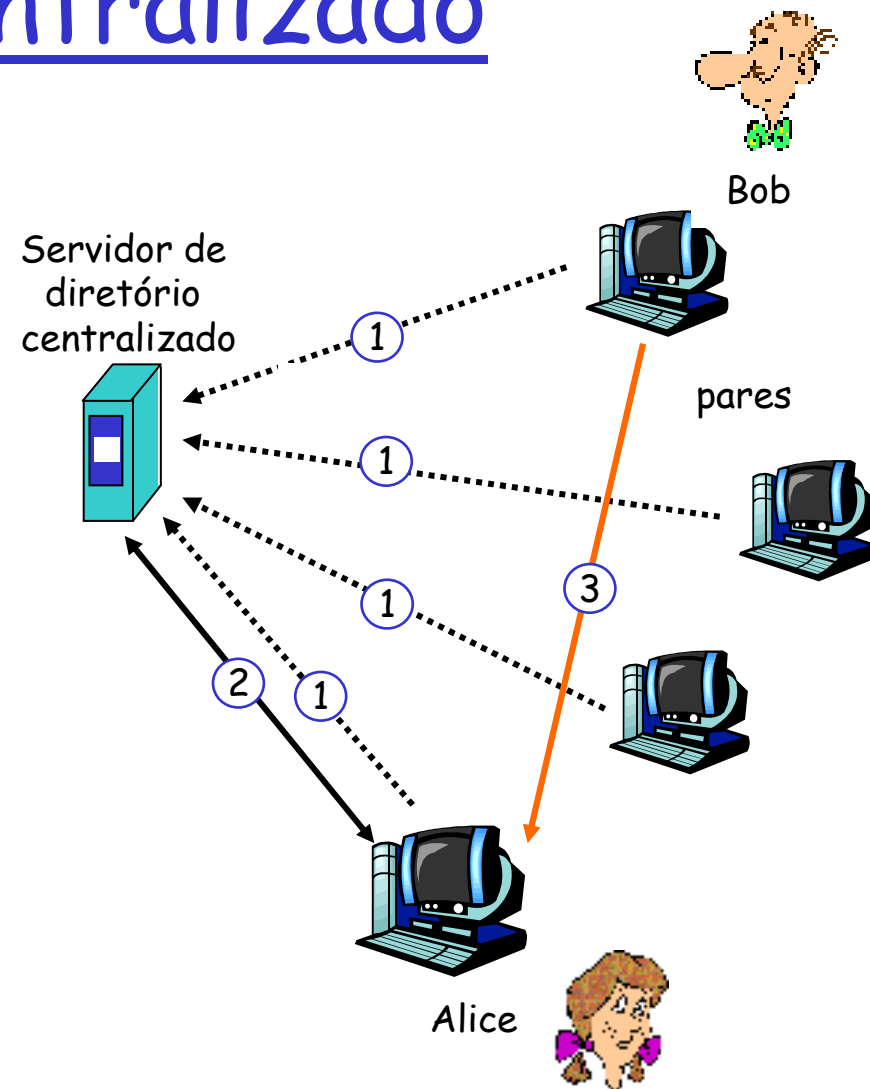 ntralizado
Bob
Servidor de
diretório
centralizado
1
pares
1
3
1
2
1
Alice